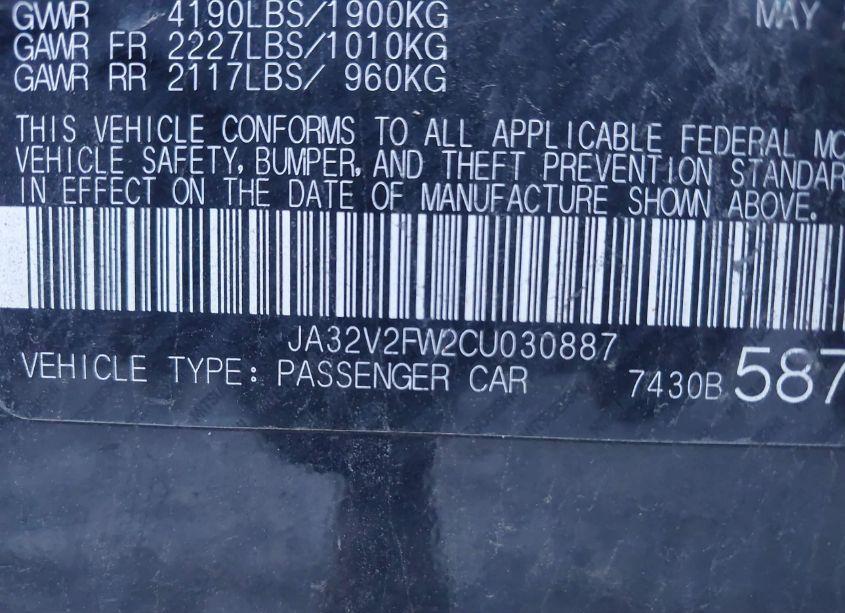 GVWR 4190LBS/1900KG MAY
GAWR FR 2227LBS/1010KG
GAWR RR 2117LBS/ 960KG
THIS VEHICLE CONFORMS TO ALL APPLICABLE FEDERAL MO
VEHICLE SAFETY, BUMPER, AND THEFT PREVENTION STANDAR
IN EFFECT ON THE DATE OF MANUFACTURE SHOWN ABOVE.
JA32V2FW2CU030887
VEHICLE TYPE: PASSENGER CAR 7430B 587